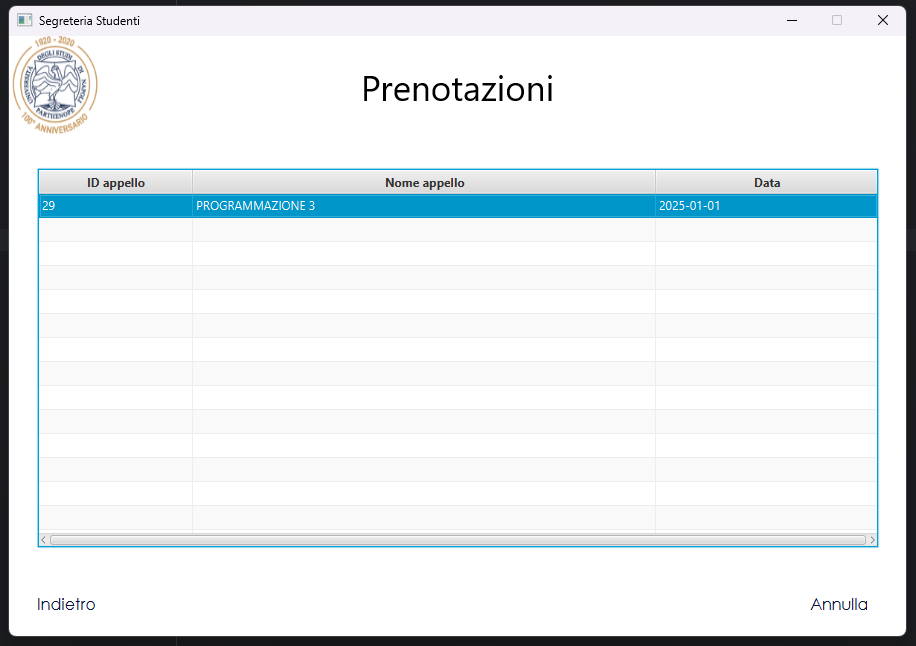 Segreteria Studenti
1920 - 2020
UNIVERSITÀ DEGLI STUDI DI NAPOLI
PARTHENOPE
100° ANNIVERSARIO
Prenotazioni
ID appello Nome appello Data
29 PROGRAMMAZIONE 3 2025-01-01
Indietro Annulla